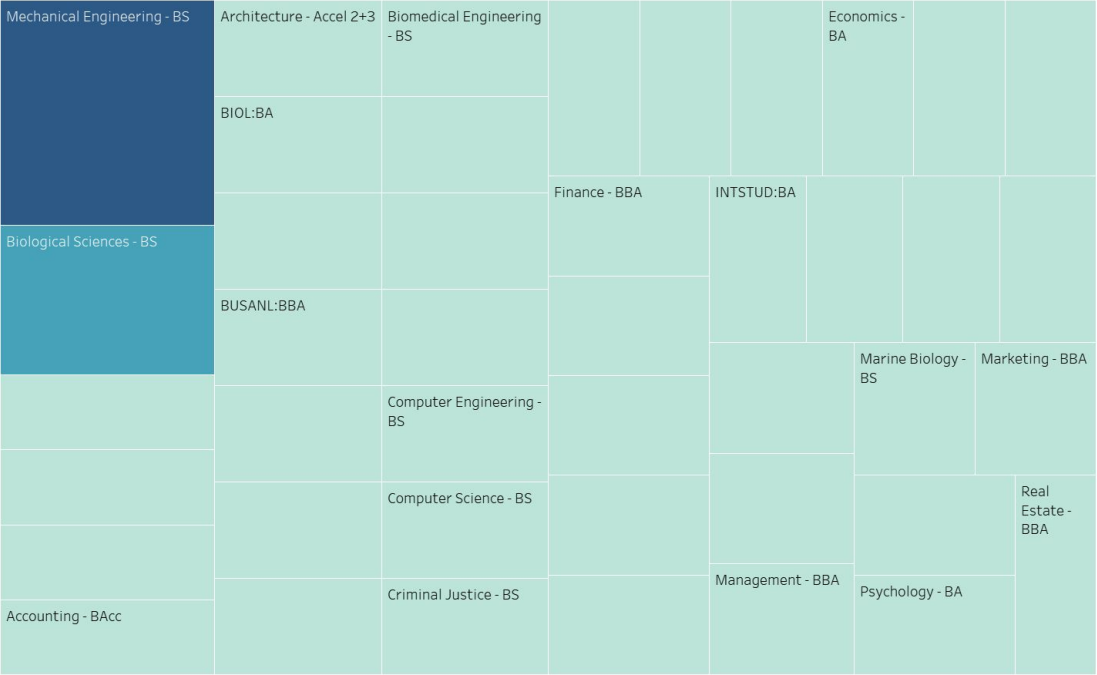 Mechanical Engineering - BS
Biological Sciences - BS
Accounting - BAcc
Architecture - Accel 2+3
BIOL:BA
BUSANL:BBA
Biomedical Engineering
- BS
Computer Engineering -
BS
Computer Science - BS
Criminal Justice - BS
Economics -
BA
Finance - BBA
INTSTUD:BA
Management - BBA
Marine Biology -
BS
Marketing - BBA
Psychology - BA
Real
Estate -
BBA